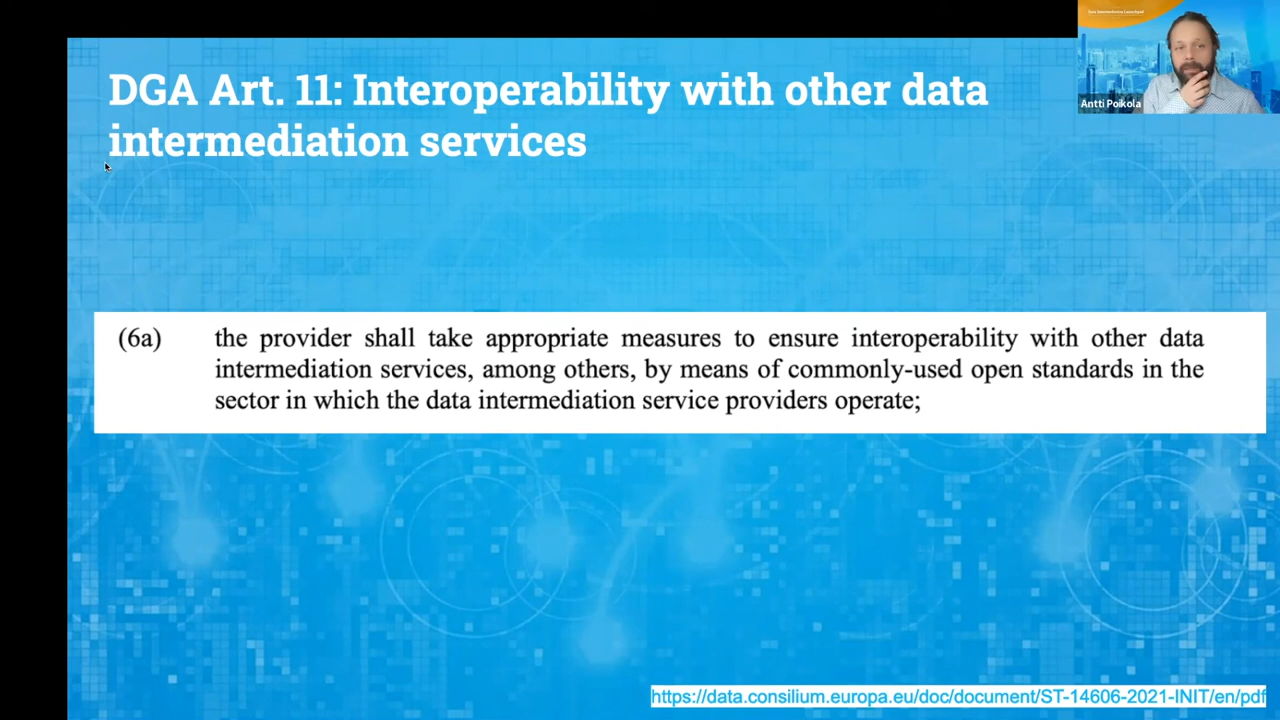 DGA Art. 11: Interoperability with other data
intermediation services
Antti Poikola
(6a) the provider shall take appropriate measures to ensure interoperability with other data
intermediation services, among others, by means of commonly-used open standards in the
sector in which the data intermediation service providers operate;
https://data.consilium.europa.eu/doc/document/ST-14606-2021-INIT/en/pdf